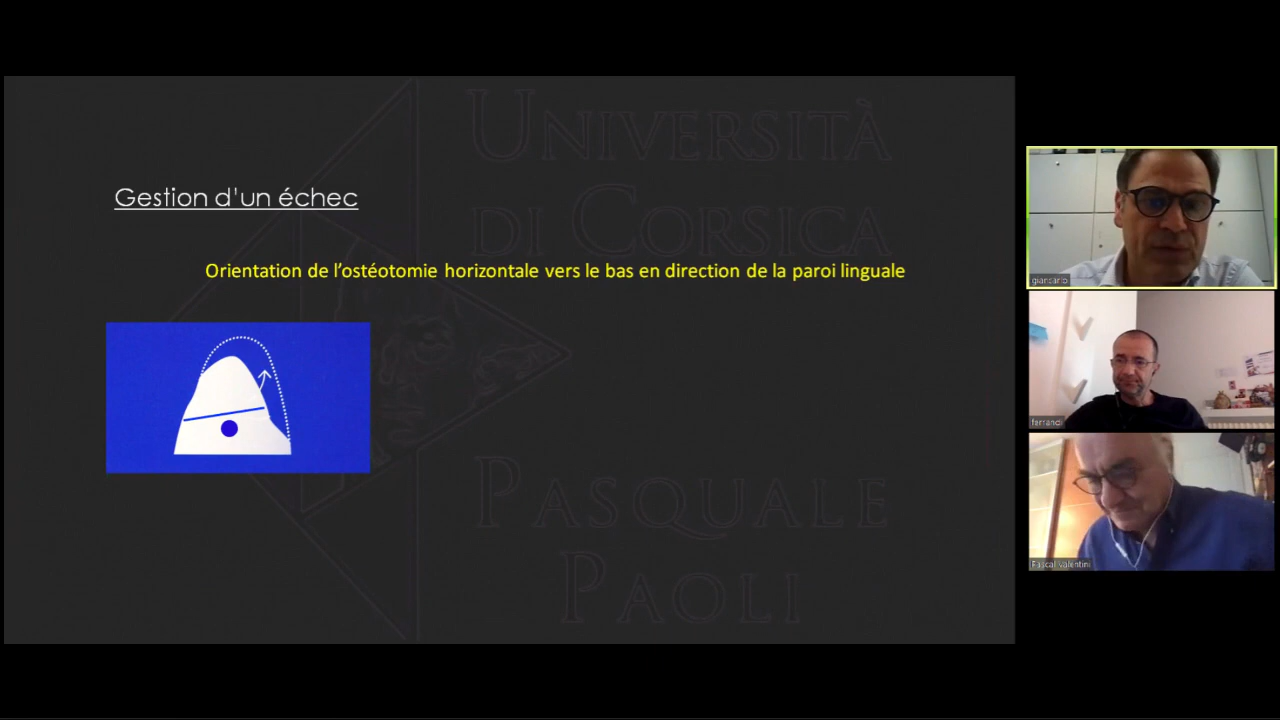 UNIVERSITÀ
DI CORSICA
Gestion d'un échec
Orientation de l'ostéotomie horizontale vers le bas en direction de la paroi linguale
PASQUALE
PAOLI
giancarlo
ferrandi
Pascal Valentini